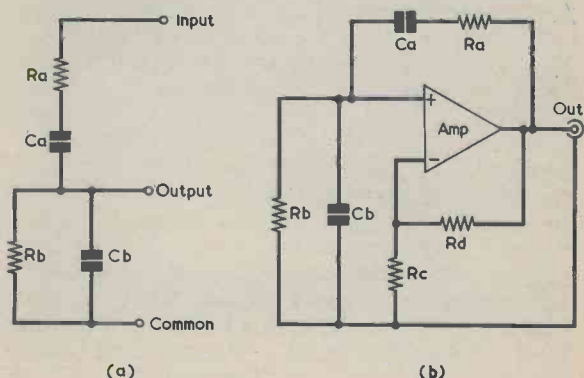 Input
Ra
Ca
Output
Rb
Cb
Common
(a)
Ca
Ra
+
Amp
−
Out
Rb
Cb
Rd
Rc
(b)